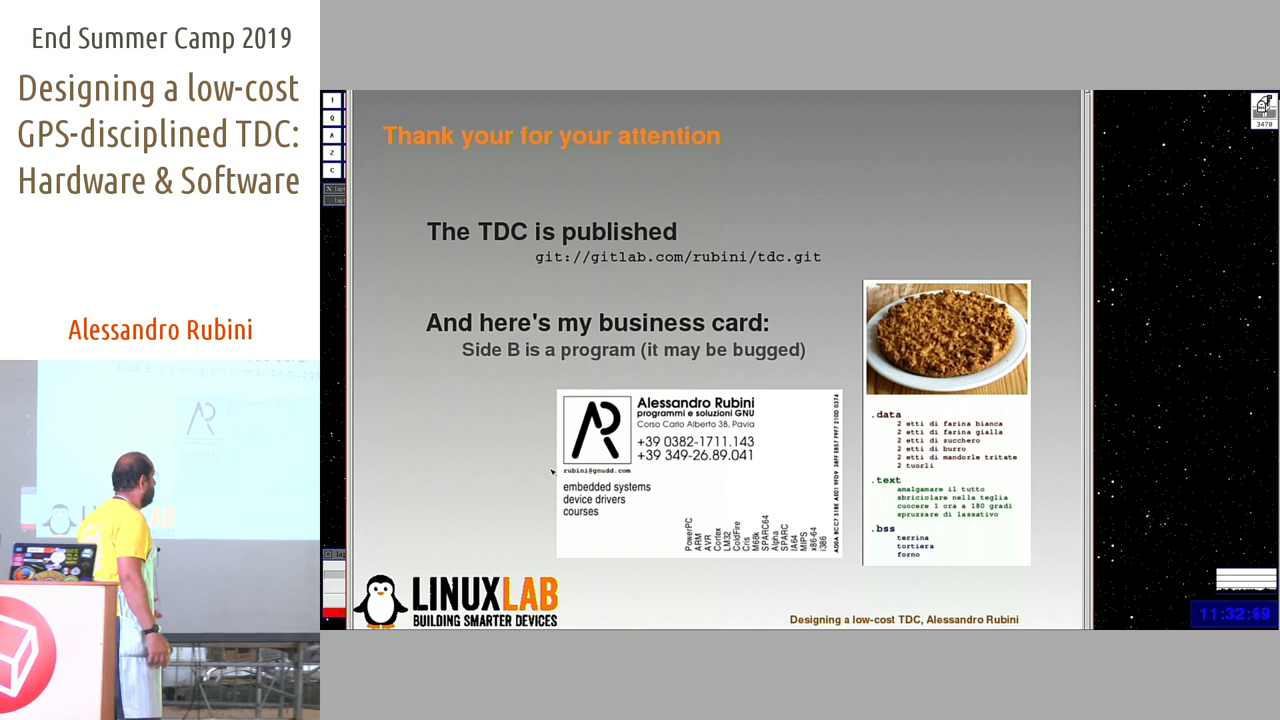 End Summer Camp 2019
Designing a low-cost
GPS-disciplined TDC:
Hardware & Software
Alessandro Rubini
I
Q
A
Z
C
3478
Thank your for your attention
The TDC is published
git://gitlab.com/rubini/tdc.git
And here's my business card:
Side B is a program (it may be bugged)
AR
Alessandro Rubini
programmi e soluzioni GNU
Corso Carlo Alberto 38, Pavia
+39 0382-1711.143
+39 349-26.89.041
rubini@gnudd.com
embedded systems
device drivers
courses
PowerPC
ARM
AVR
Cortex
LM32
ColdFire
Cris
M68k
SPARC64
Alpha
SPARC
IA64
MIPS
x86-64
i386
.data
2 etti di farina bianca
2 etti di farina gialla
2 etti di zucchero
2 etti di burro
2 etti di mandorle tritate
2 tuorli
.text
amalgamare il tutto
sbriciolare nella teglia
cuocere 1 ora a 180 gradi
spruzzare di lassativo
.bss
terrina
tortiera
forno
LINUXLAB
BUILDING SMARTER DEVICES
Designing a low-cost TDC, Alessandro Rubini
11:32:59